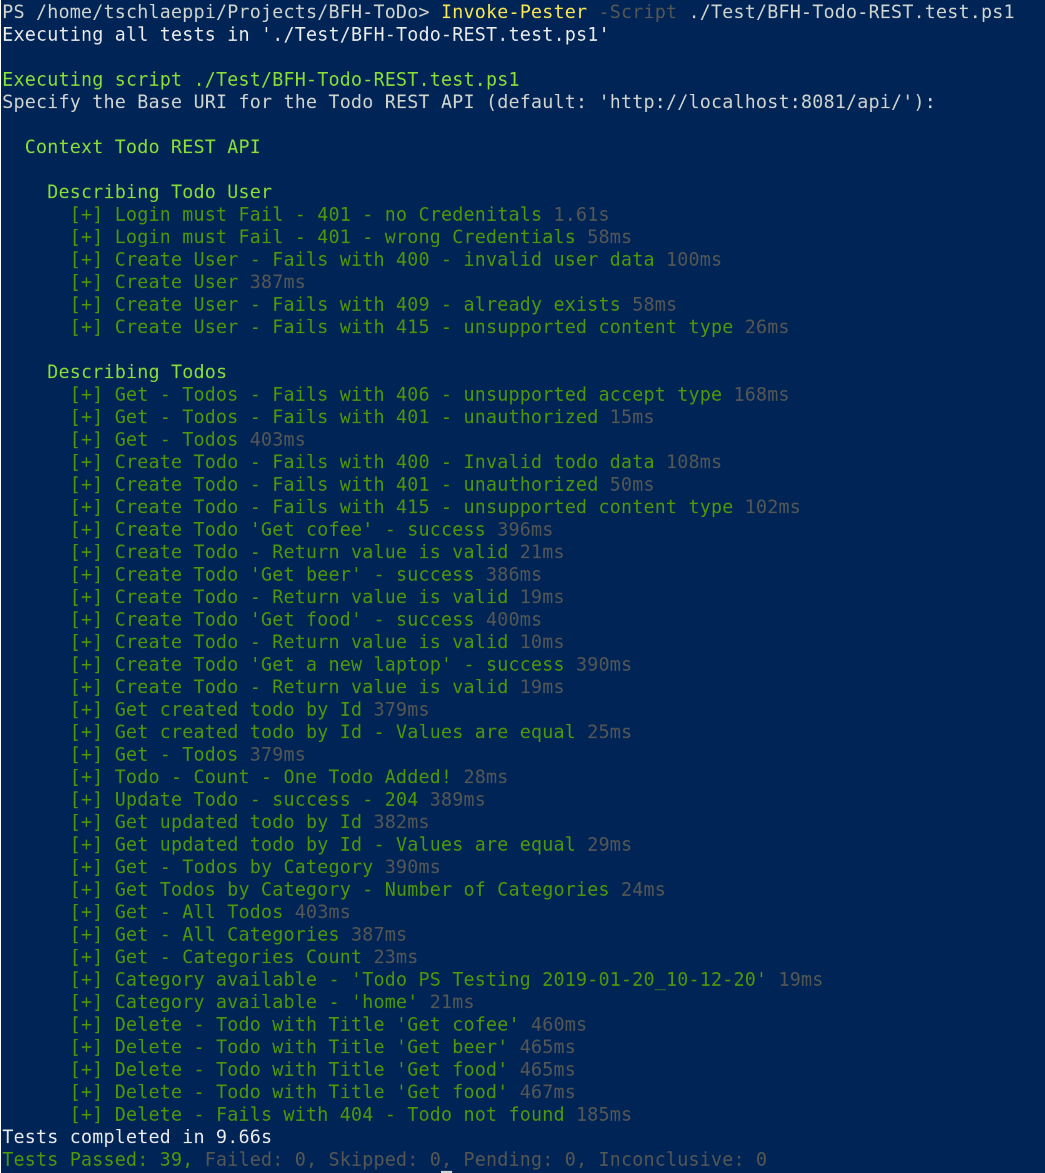 PS /home/tschlaeppi/Projects/BFH-ToDo> Invoke-Pester -Script ./Test/BFH-Todo-REST.test.ps1
Executing all tests in './Test/BFH-Todo-REST.test.ps1'
Executing script ./Test/BFH-Todo-REST.test.ps1
Specify the Base URI for the Todo REST API (default: 'http://localhost:8081/api/'):
Context Todo REST API
Describing Todo User
[+] Login must Fail - 401 - no Credenitals 1.61s
[+] Login must Fail - 401 - wrong Credentials 58ms
[+] Create User - Fails with 400 - invalid user data 100ms
[+] Create User 387ms
[+] Create User - Fails with 409 - already exists 58ms
[+] Create User - Fails with 415 - unsupported content type 26ms
Describing Todos
[+] Get - Todos - Fails with 406 - unsupported accept type 168ms
[+] Get - Todos - Fails with 401 - unauthorized 15ms
[+] Get - Todos 403ms
[+] Create Todo - Fails with 400 - Invalid todo data 108ms
[+] Create Todo - Fails with 401 - unauthorized 50ms
[+] Create Todo - Fails with 415 - unsupported content type 102ms
[+] Create Todo 'Get cofee' - success 396ms
[+] Create Todo - Return value is valid 21ms
[+] Create Todo 'Get beer' - success 386ms
[+] Create Todo - Return value is valid 19ms
[+] Create Todo 'Get food' - success 400ms
[+] Create Todo - Return value is valid 10ms
[+] Create Todo 'Get a new laptop' - success 390ms
[+] Create Todo - Return value is valid 19ms
[+] Get created todo by Id 379ms
[+] Get created todo by Id - Values are equal 25ms
[+] Get - Todos 379ms
[+] Todo - Count - One Todo Added! 28ms
[+] Update Todo - success - 204 389ms
[+] Get updated todo by Id 382ms
[+] Get updated todo by Id - Values are equal 29ms
[+] Get - Todos by Category 390ms
[+] Get Todos by Category - Number of Categories 24ms
[+] Get - All Todos 403ms
[+] Get - All Categories 387ms
[+] Get - Categories Count 23ms
[+] Category available - 'Todo PS Testing 2019-01-20_10-12-20' 19ms
[+] Category available - 'home' 21ms
[+] Delete - Todo with Title 'Get cofee' 460ms
[+] Delete - Todo with Title 'Get beer' 465ms
[+] Delete - Todo with Title 'Get food' 465ms
[+] Delete - Todo with Title 'Get food' 467ms
[+] Delete - Fails with 404 - Todo not found 185ms
Tests completed in 9.66s
Tests Passed: 39, Failed: 0, Skipped: 0, Pending: 0, Inconclusive: 0